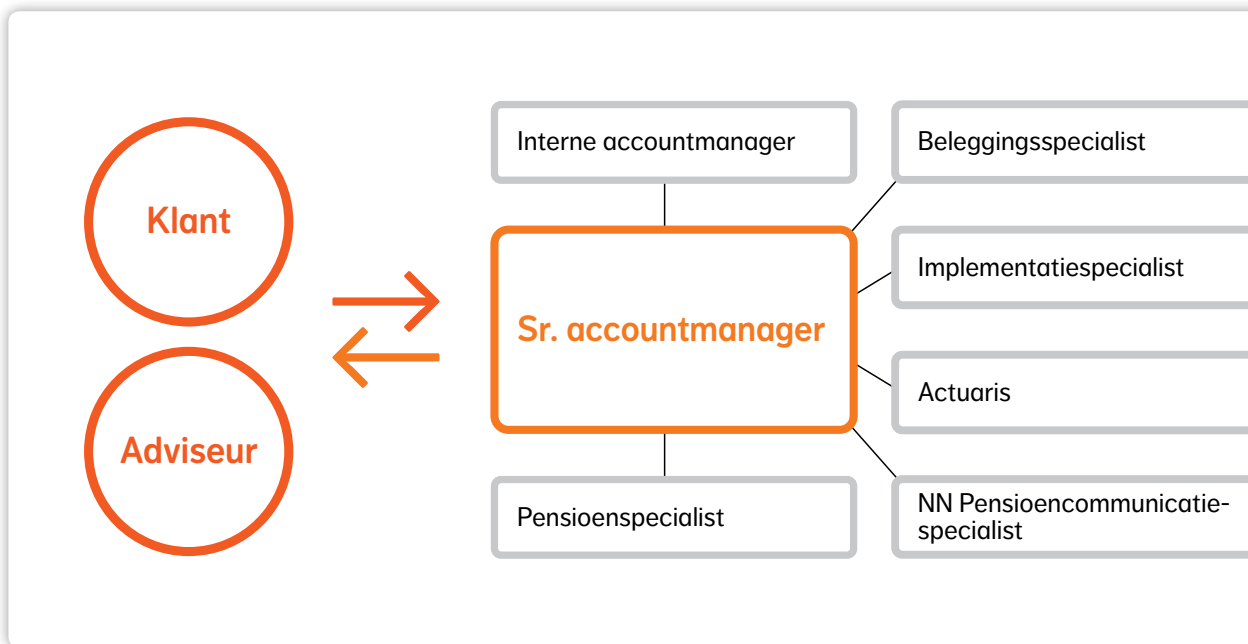 Klant
Adviseur
Interne accountmanager
Sr. accountmanager
Pensioenspecialist
Beleggingsspecialist
Implementatiespecialist
Actuaris
NN Pensioencommunicatie-
specialist